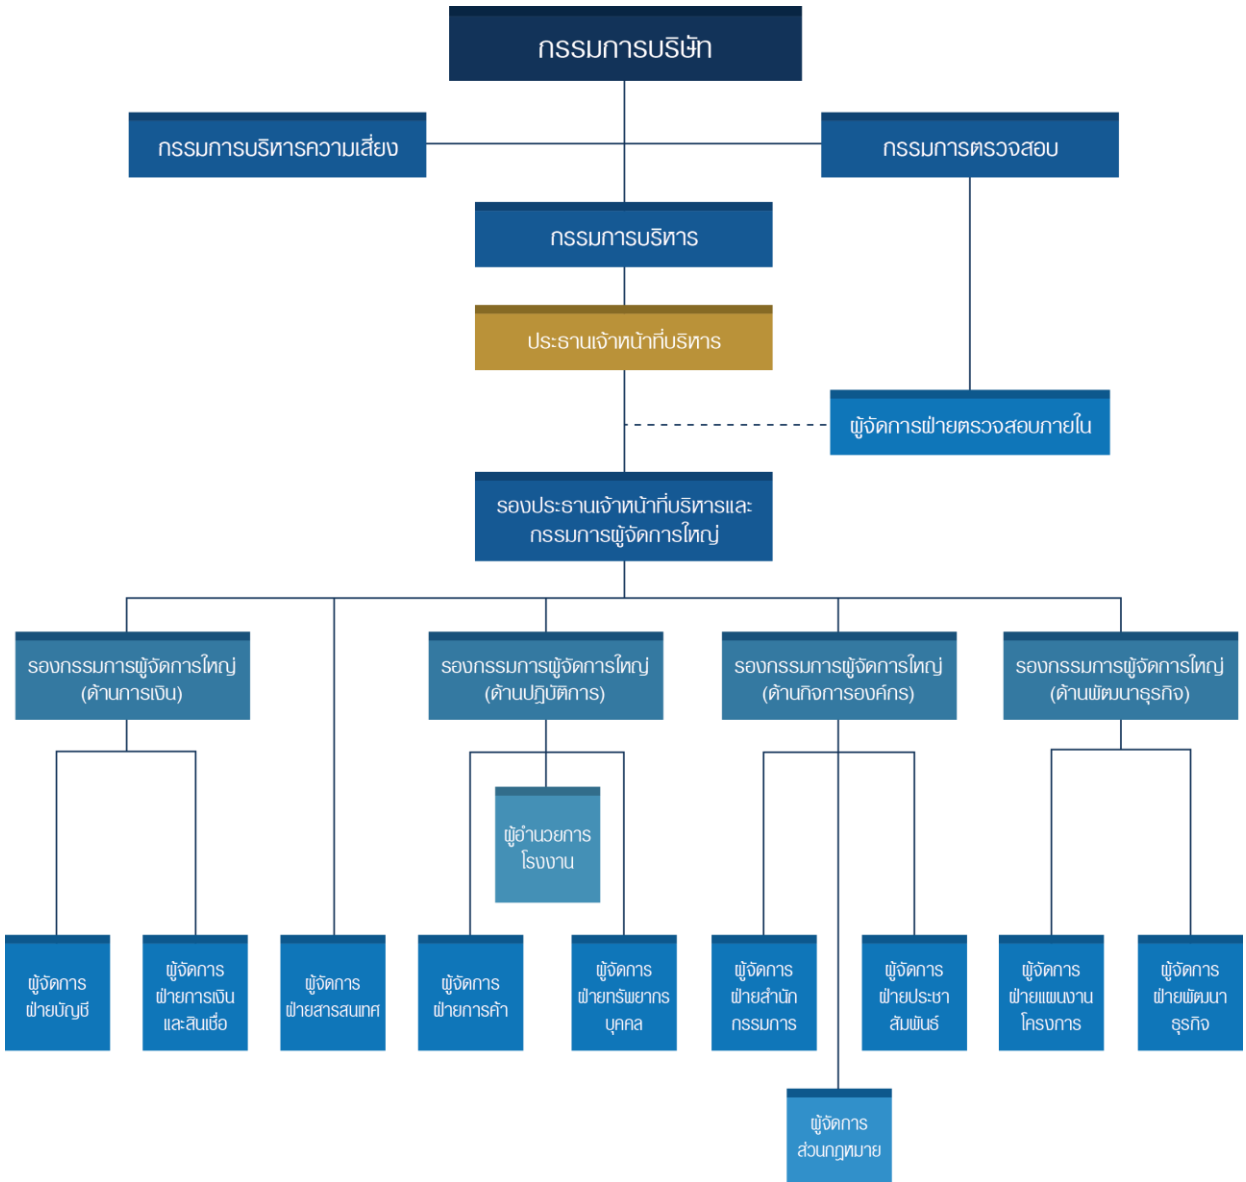 กรรมการบริษัท
กรรมการบริหารความเสี่ยง
กรรมการตรวจสอบ
กรรมการบริหาร
ประธานเจ้าหน้าที่บริหาร
ผู้จัดการฝ่ายตรวจสอบภายใน
รองประธานเจ้าหน้าที่บริหารและ
กรรมการผู้จัดการใหญ่
รองกรรมการผู้จัดการใหญ่
(ด้านการเงิน)
รองกรรมการผู้จัดการใหญ่
(ด้านปฏิบัติการ)
รองกรรมการผู้จัดการใหญ่
(ด้านกิจการองค์กร)
รองกรรมการผู้จัดการใหญ่
(ด้านพัฒนาธุรกิจ)
ผู้อำนวยการ
โรงงาน
ผู้จัดการ
ฝ่ายบัญชี
ผู้จัดการ
ฝ่ายการเงิน
และสินเชื่อ
ผู้จัดการ
ฝ่ายสารสนเทศ
ผู้จัดการ
ฝ่ายการค้า
ผู้จัดการ
ฝ่ายทรัพยากร
บุคคล
ผู้จัดการ
ฝ่ายสำนัก
กรรมการ
ผู้จัดการ
ฝ่ายประชา
สัมพันธ์
ผู้จัดการ
ฝ่ายแผนงาน
โครงการ
ผู้จัดการ
ฝ่ายพัฒนา
ธุรกิจ
ผู้จัดการ
ส่วนกฎหมาย